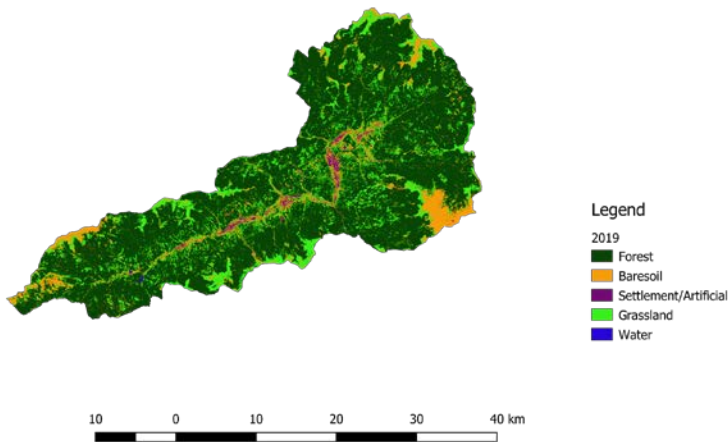 Legend
2019
Forest
Baresoil
Settlement/Artificial
Grassland
Water
10 0 10 20 30 40 km